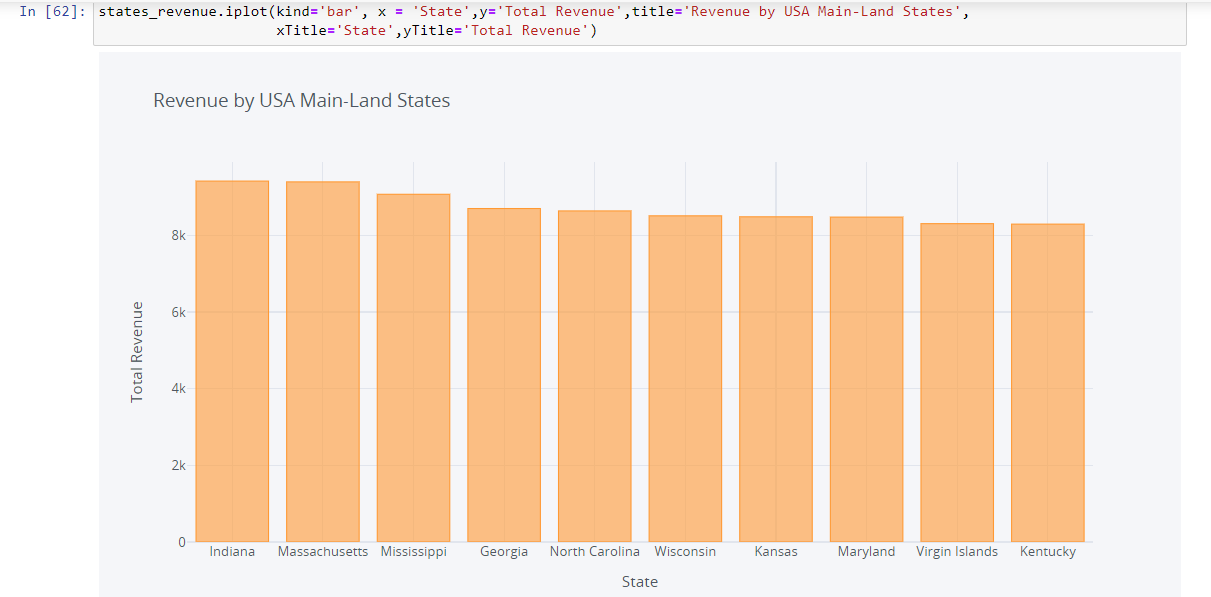 In [62]: states_revenue.iplot(kind='bar', x = 'State',y='Total Revenue',title='Revenue by USA Main-Land States',
xTitle='State',yTitle='Total Revenue')
Revenue by USA Main-Land States
Total Revenue
8k
6k
4k
2k
0
Indiana Massachusetts Mississippi Georgia North Carolina Wisconsin Kansas Maryland Virgin Islands Kentucky
State